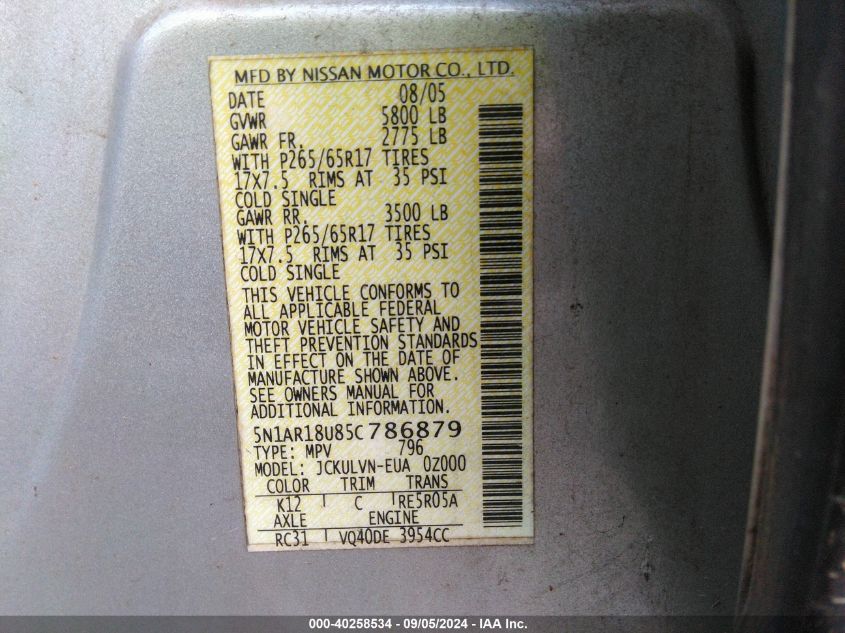 MFD BY NISSAN MOTOR CO., LTD.
DATE 08/05
GVWR 5800 LB
GAWR FR. 2775 LB
WITH P265/65R17 TIRES
17X7.5 RIMS AT 35 PSI
COLD SINGLE
GAWR RR. 3500 LB
WITH P265/65R17 TIRES
17X7.5 RIMS AT 35 PSI
COLD SINGLE
THIS VEHICLE CONFORMS TO
ALL APPLICABLE FEDERAL
MOTOR VEHICLE SAFETY AND
THEFT PREVENTION STANDARDS
IN EFFECT ON THE DATE OF
MANUFACTURE SHOWN ABOVE.
SEE OWNERS MANUAL FOR
ADDITIONAL INFORMATION.
5N1AR18U85C786879
TYPE: MPV 796
MODEL: JCKULVN-EUA 0Z000
COLOR TRIM TRANS
K12 C RE5R05A
AXLE ENGINE
RC31 VQ40DE 3954CC
000-40258534 - 09/05/2024 - IAA Inc.